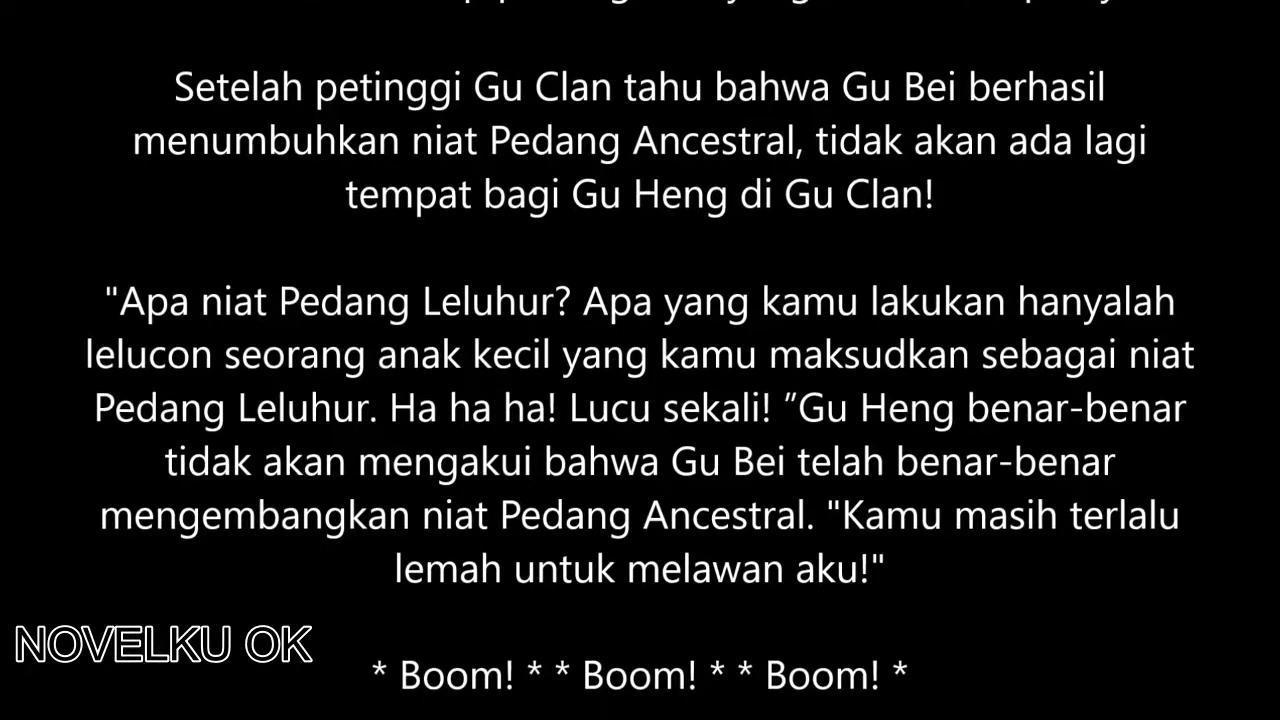 Setelah petinggi Gu Clan tahu bahwa Gu Bei berhasil
menumbuhkan niat Pedang Ancestral, tidak akan ada lagi
tempat bagi Gu Heng di Gu Clan!
"Apa niat Pedang Leluhur? Apa yang kamu lakukan hanyalah
lelucon seorang anak kecil yang kamu maksudkan sebagai niat
Pedang Leluhur. Ha ha ha! Lucu sekali! ”Gu Heng benar-benar
tidak akan mengakui bahwa Gu Bei telah benar-benar
mengembangkan niat Pedang Ancestral. "Kamu masih terlalu
lemah untuk melawan aku!"
NOVELKU OK
* Boom! * * Boom! * * Boom! *